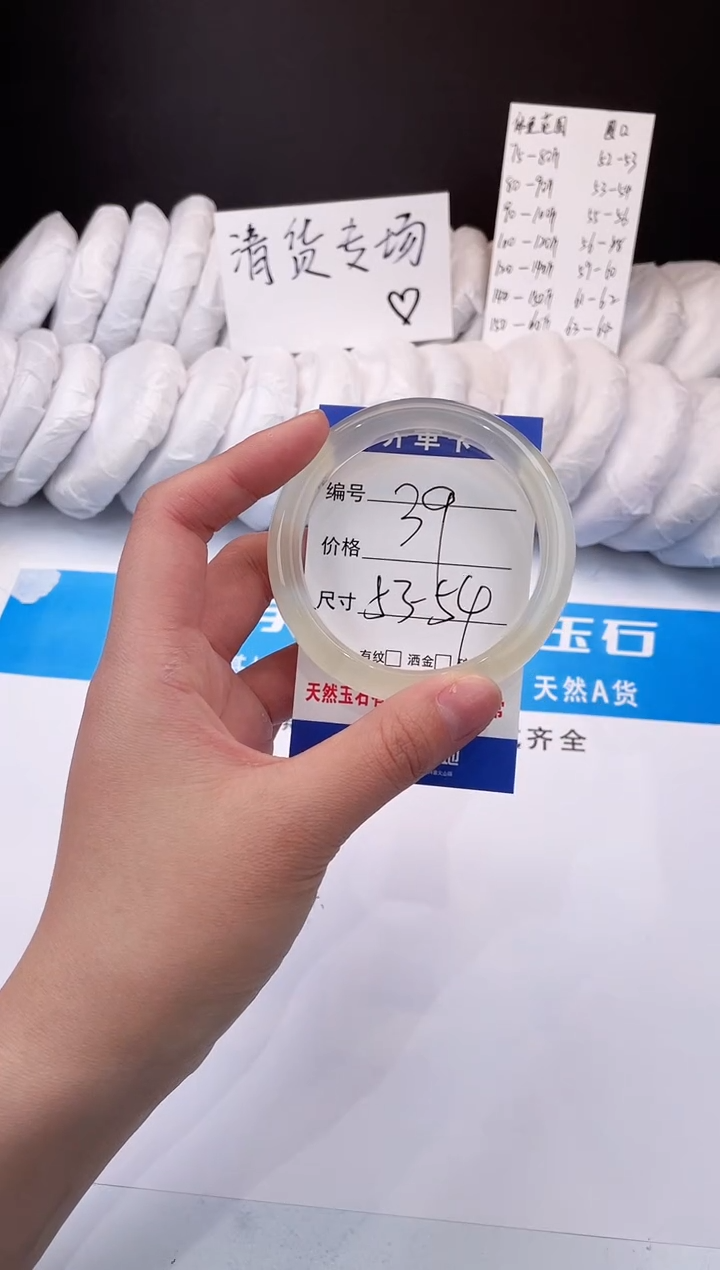 体重范围 圈口
75-80斤 52-53
80-90斤 53-54
90-100斤 55-56
100-120斤 56-58
120-140斤 59-60
140-150斤 61-62
150-160斤 63-64
清货专场
♡
开单卡
编号 39
价格
尺寸 53-54
有纹□ 洒金□
天然玉石
玉石
天然A货
齐全